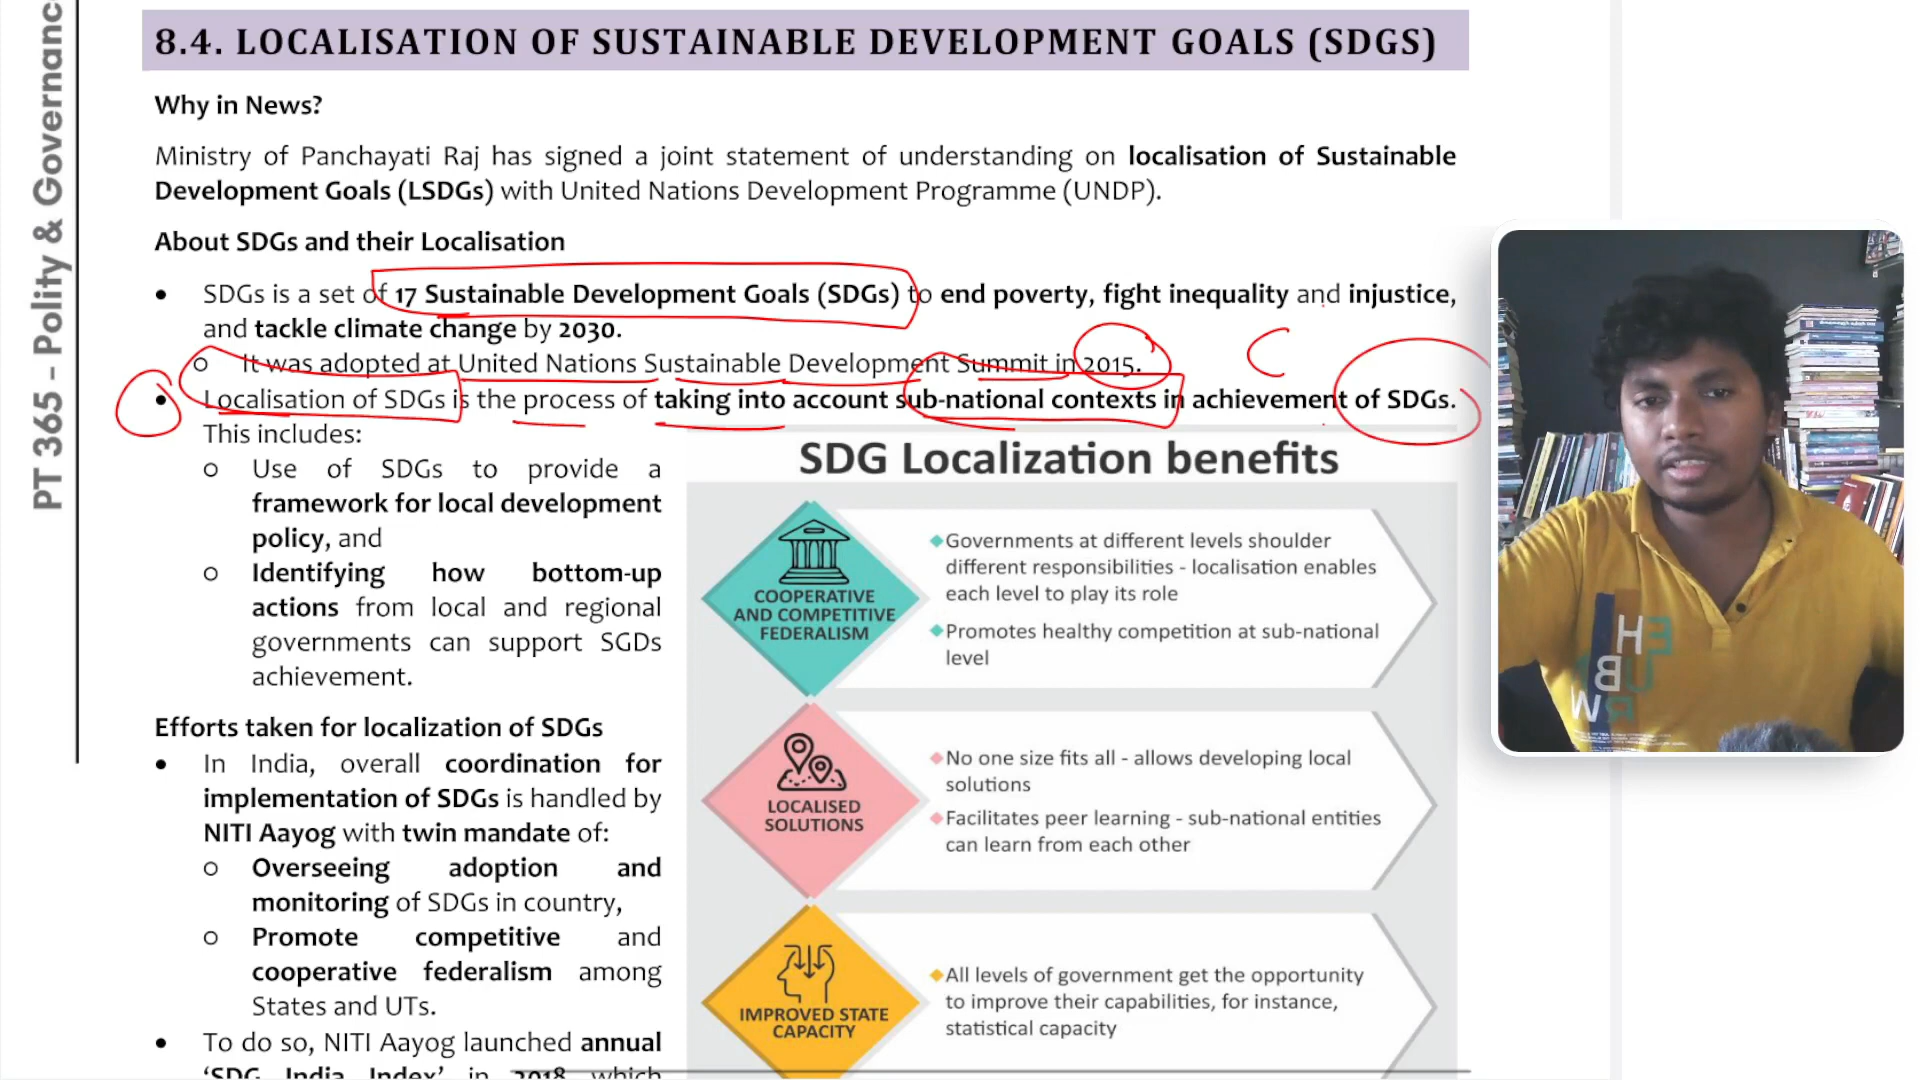 8.4. LOCALISATION OF SUSTAINABLE DEVELOPMENT GOALS (SDGS)
PT 365 - Polity & Governanc
Why in News?
Ministry of Panchayati Raj has signed a joint statement of understanding on localisation of Sustainable
Development Goals (LSDGs) with United Nations Development Programme (UNDP).
About SDGs and their Localisation
• SDGs is a set of 17 Sustainable Development Goals (SDGs) to end poverty, fight inequality and injustice,
and tackle climate change by 2030.
o It was adopted at United Nations Sustainable Development Summit in 2015.
• Localisation of SDGs is the process of taking into account sub-national contexts in achievement of SDGs.
This includes:
o Use of SDGs to provide a
framework for local development
policy, and
o Identifying how bottom-up
actions from local and regional
governments can support SGDs
achievement.
Efforts taken for localization of SDGs
• In India, overall coordination for
implementation of SDGs is handled by
NITI Aayog with twin mandate of:
o Overseeing adoption and
monitoring of SDGs in country,
o Promote competitive and
cooperative federalism among
States and UTs.
• To do so, NITI Aayog launched annual
'SDG India Index' in 2018 which
SDG Localization benefits
COOPERATIVE
AND COMPETITIVE
FEDERALISM
Governments at different levels shoulder
different responsibilities - localisation enables
each level to play its role
Promotes healthy competition at sub-national
level
LOCALISED
SOLUTIONS
No one size fits all - allows developing local
solutions
Facilitates peer learning - sub-national entities
can learn from each other
IMPROVED STATE
CAPACITY
All levels of government get the opportunity
to improve their capabilities, for instance,
statistical capacity